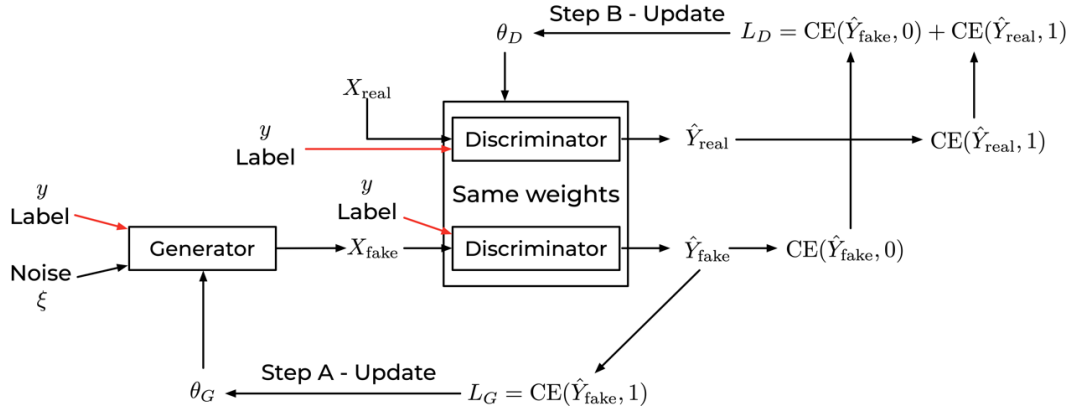 Step B - Update
θ_D
L_D = CE(Ŷ_fake, 0) + CE(Ŷ_real, 1)
X_real
y
Label
Discriminator
Ŷ_real
CE(Ŷ_real, 1)
Same weights
y
Label
y
Label
Generator
X_fake
Discriminator
Ŷ_fake
CE(Ŷ_fake, 0)
Noise
ξ
Step A - Update
θ_G
L_G = CE(Ŷ_fake, 1)